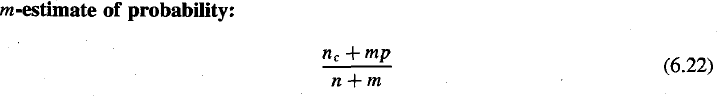 m-estimate of probability:
n_c + mp
n + m
(6.22)